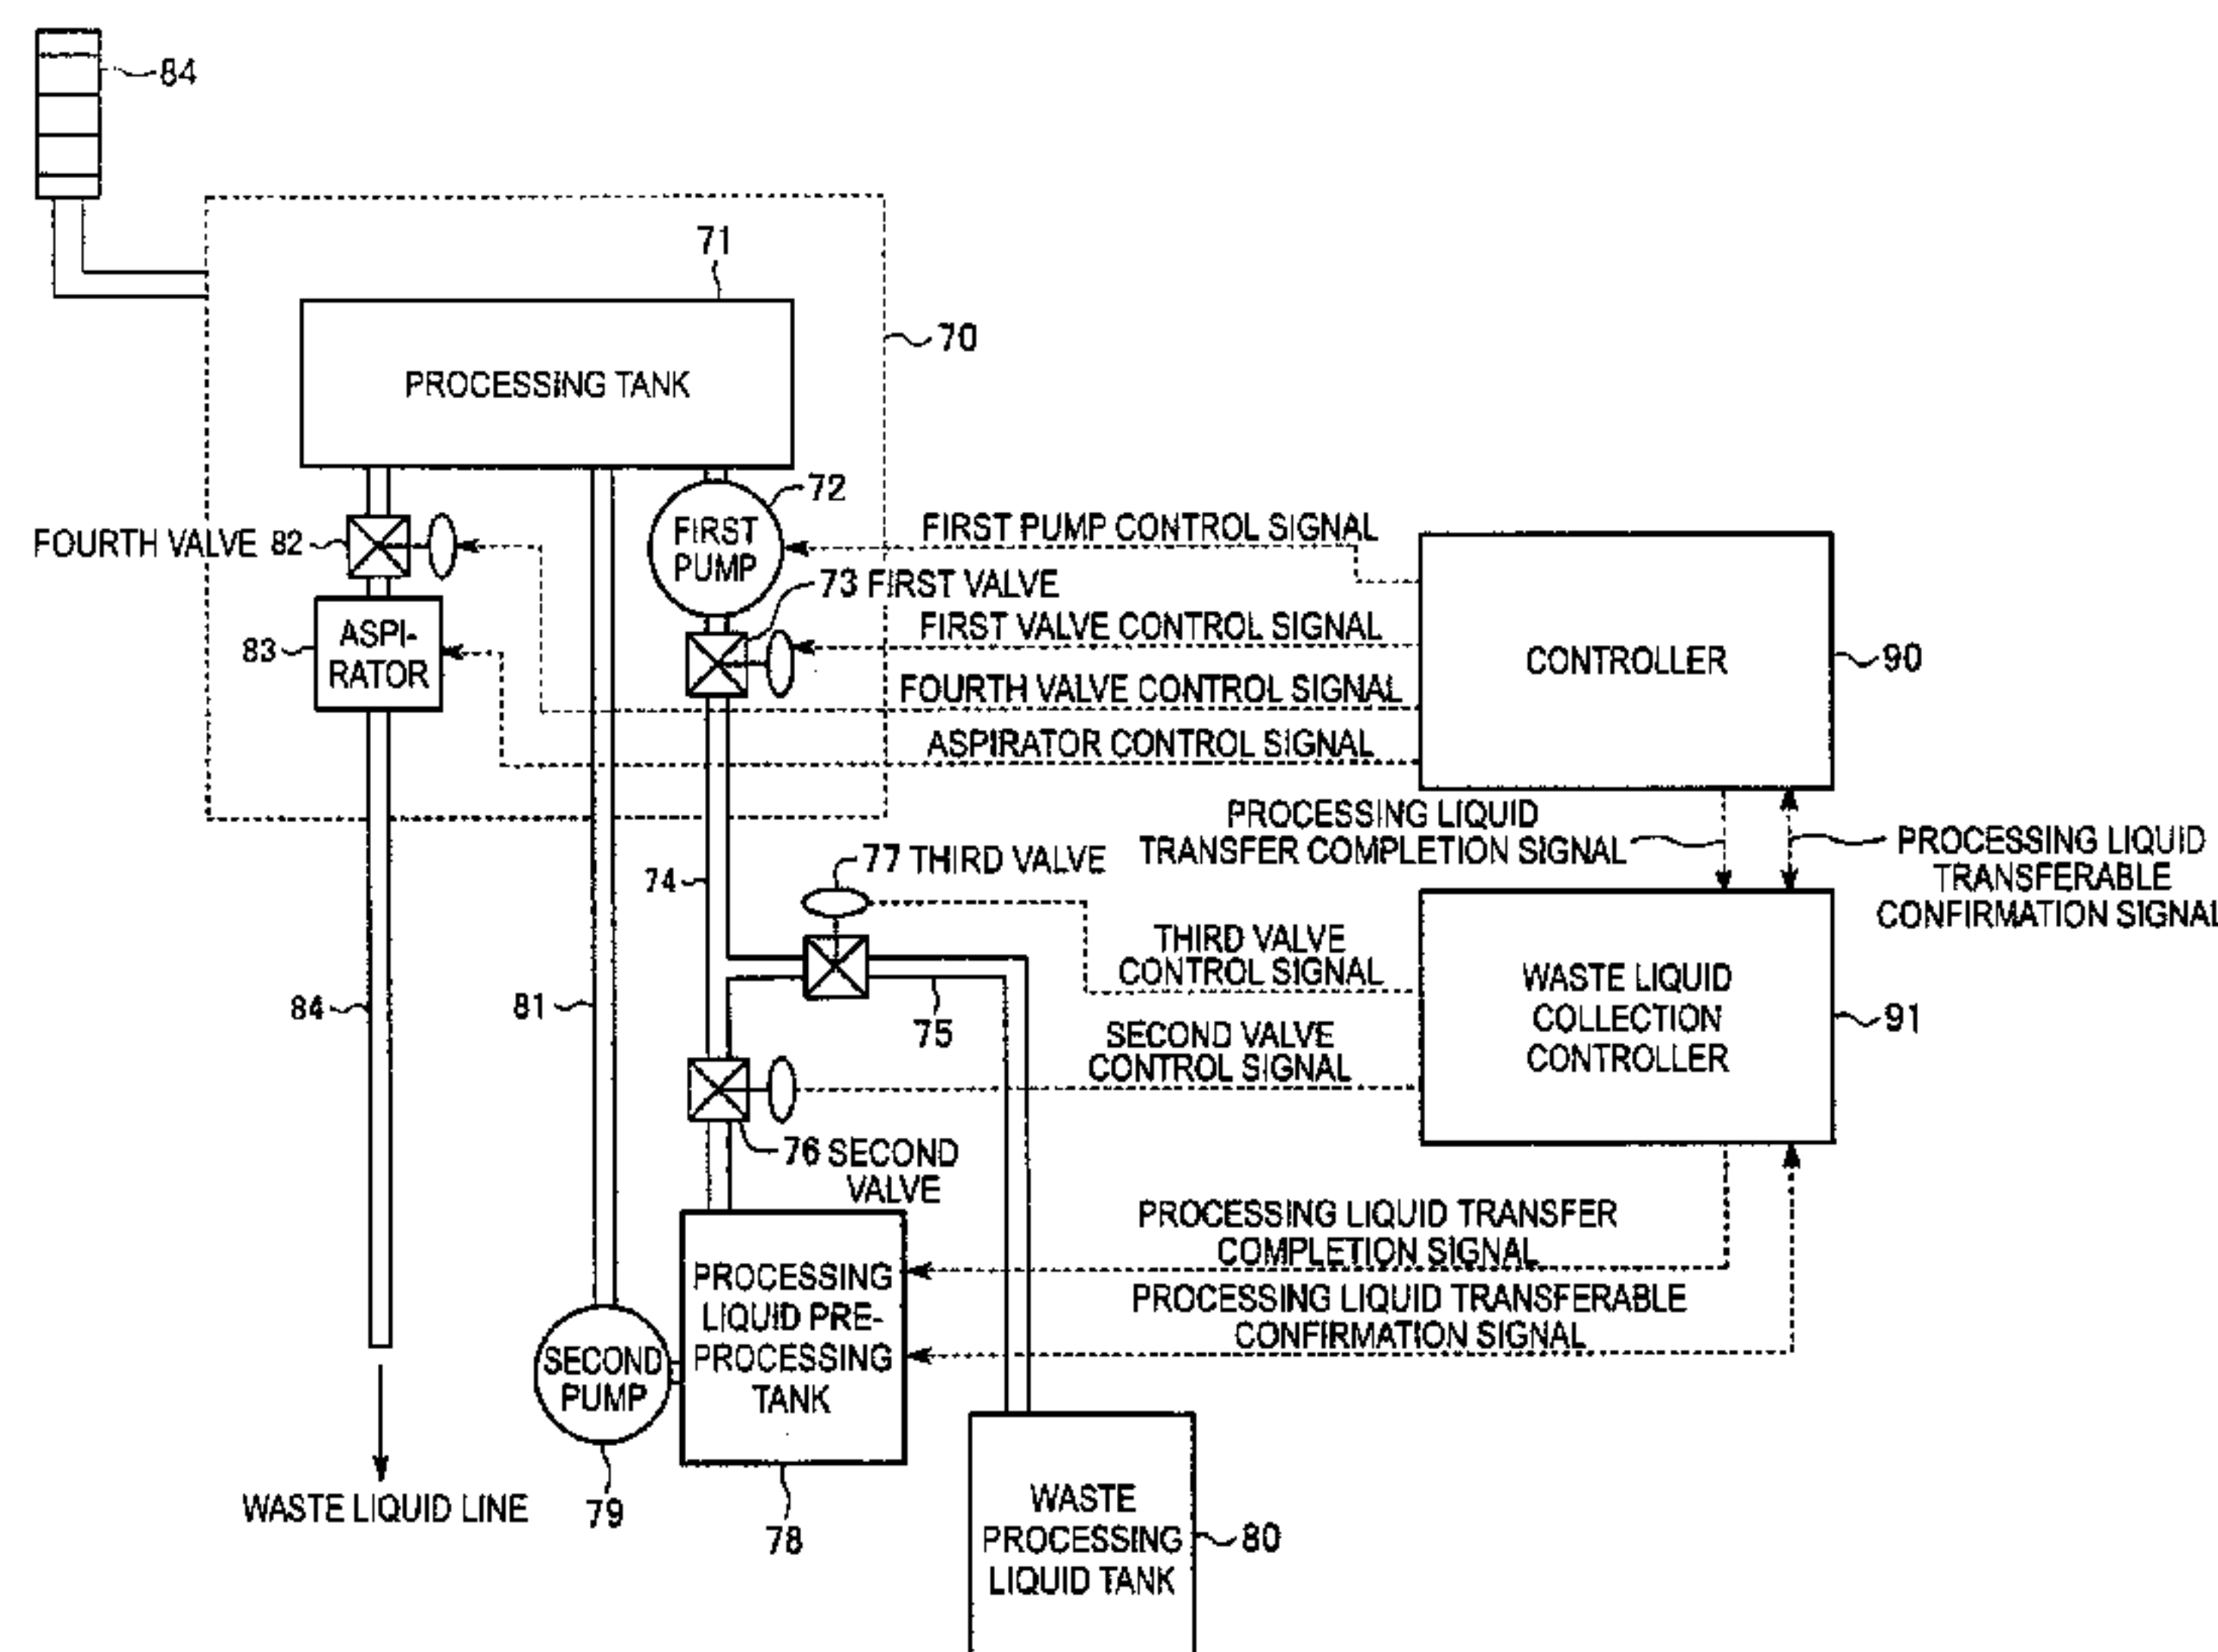 84
71
70
PROCESSING TANK
72
FIRST
PUMP
FIRST PUMP CONTROL SIGNAL
FOURTH VALVE 82
73 FIRST VALVE
83
ASPI-
RATOR
FIRST VALVE CONTROL SIGNAL
CONTROLLER
90
FOURTH VALVE CONTROL SIGNAL
ASPIRATOR CONTROL SIGNAL
PROCESSING LIQUID
TRANSFER COMPLETION SIGNAL
PROCESSING LIQUID
TRANSFERABLE
CONFIRMATION SIGNAL
74
77 THIRD VALVE
THIRD VALVE
CONTROL SIGNAL
WASTE LIQUID
COLLECTION
CONTROLLER
91
84
81
75
SECOND VALVE
CONTROL SIGNAL
76 SECOND
VALVE
PROCESSING LIQUID TRANSFER
COMPLETION SIGNAL
PROCESSING
LIQUID PRE-
PROCESSING
TANK
PROCESSING LIQUID TRANSFERABLE
CONFIRMATION SIGNAL
SECOND
PUMP
WASTE LIQUID LINE
79
78
WASTE
PROCESSING
LIQUID TANK
80